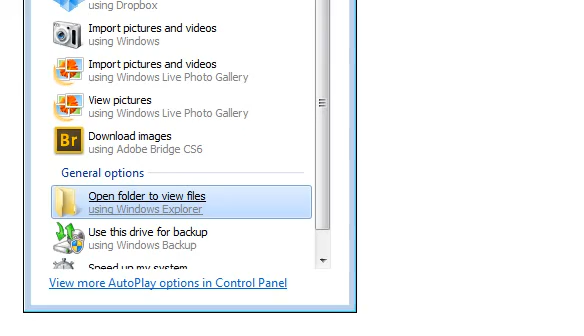 using Dropbox
Import pictures and videos
using Windows
Import pictures and videos
using Windows Live Photo Gallery
View pictures
using Windows Live Photo Gallery
Br
Download images
using Adobe Bridge CS6
General options
Open folder to view files
using Windows Explorer
Use this drive for backup
using Windows Backup
Speed up my system
View more AutoPlay options in Control Panel